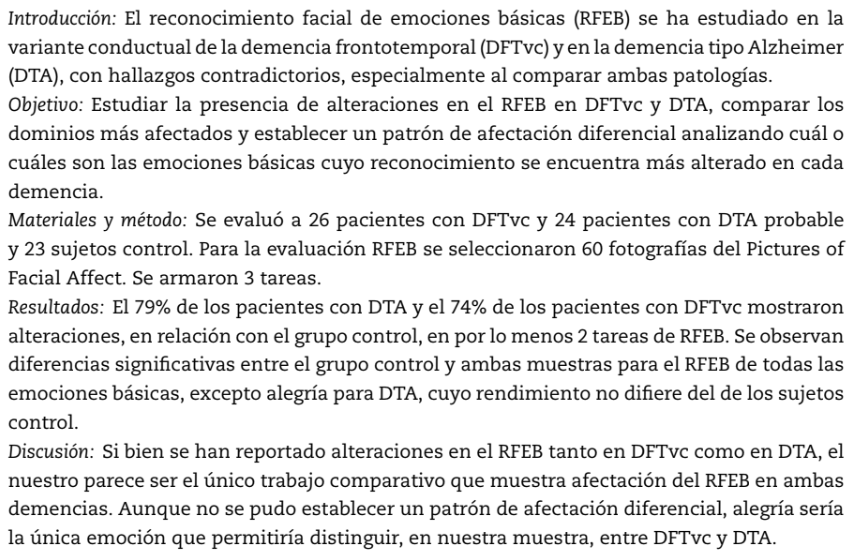 Introducción: El reconocimiento facial de emociones básicas (RFEB) se ha estudiado en la
variante conductual de la demencia frontotemporal (DFTvc) y en la demencia tipo Alzheimer
(DTA), con hallazgos contradictorios, especialmente al comparar ambas patologías.
Objetivo: Estudiar la presencia de alteraciones en el RFEB en DFTvc y DTA, comparar los
dominios más afectados y establecer un patrón de afectación diferencial analizando cuál o
cuáles son las emociones básicas cuyo reconocimiento se encuentra más alterado en cada
demencia.
Materiales y método: Se evaluó a 26 pacientes con DFTvc y 24 pacientes con DTA probable
y 23 sujetos control. Para la evaluación RFEB se seleccionaron 60 fotografías del Pictures of
Facial Affect. Se armaron 3 tareas.
Resultados: El 79% de los pacientes con DTA y el 74% de los pacientes con DFTvc mostraron
alteraciones, en relación con el grupo control, en por lo menos 2 tareas de RFEB. Se observan
diferencias significativas entre el grupo control y ambas muestras para el RFEB de todas las
emociones básicas, excepto alegría para DTA, cuyo rendimiento no difiere del de los sujetos
control.
Discusión: Si bien se han reportado alteraciones en el RFEB tanto en DFTvc como en DTA, el
nuestro parece ser el único trabajo comparativo que muestra afectación del RFEB en ambas
demencias. Aunque no se pudo establecer un patrón de afectación diferencial, alegría sería
la única emoción que permitiría distinguir, en nuestra muestra, entre DFTvc y DTA.